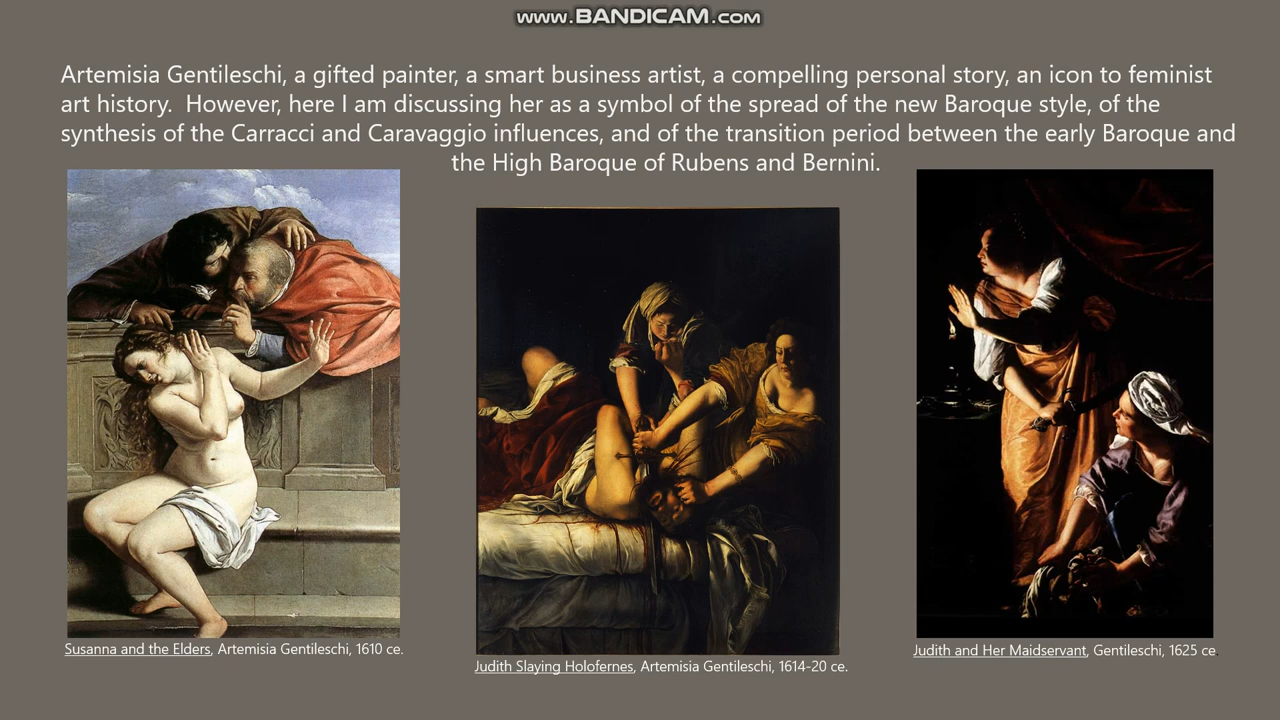 www.BANDICAM.com
Artemisia Gentileschi, a gifted painter, a smart business artist, a compelling personal story, an icon to feminist
art history.  However, here I am discussing her as a symbol of the spread of the new Baroque style, of the
synthesis of the Carracci and Caravaggio influences, and of the transition period between the early Baroque and
the High Baroque of Rubens and Bernini.
Susanna and the Elders, Artemisia Gentileschi, 1610 ce.
Judith Slaying Holofernes, Artemisia Gentileschi, 1614-20 ce.
Judith and Her Maidservant, Gentileschi, 1625 ce.